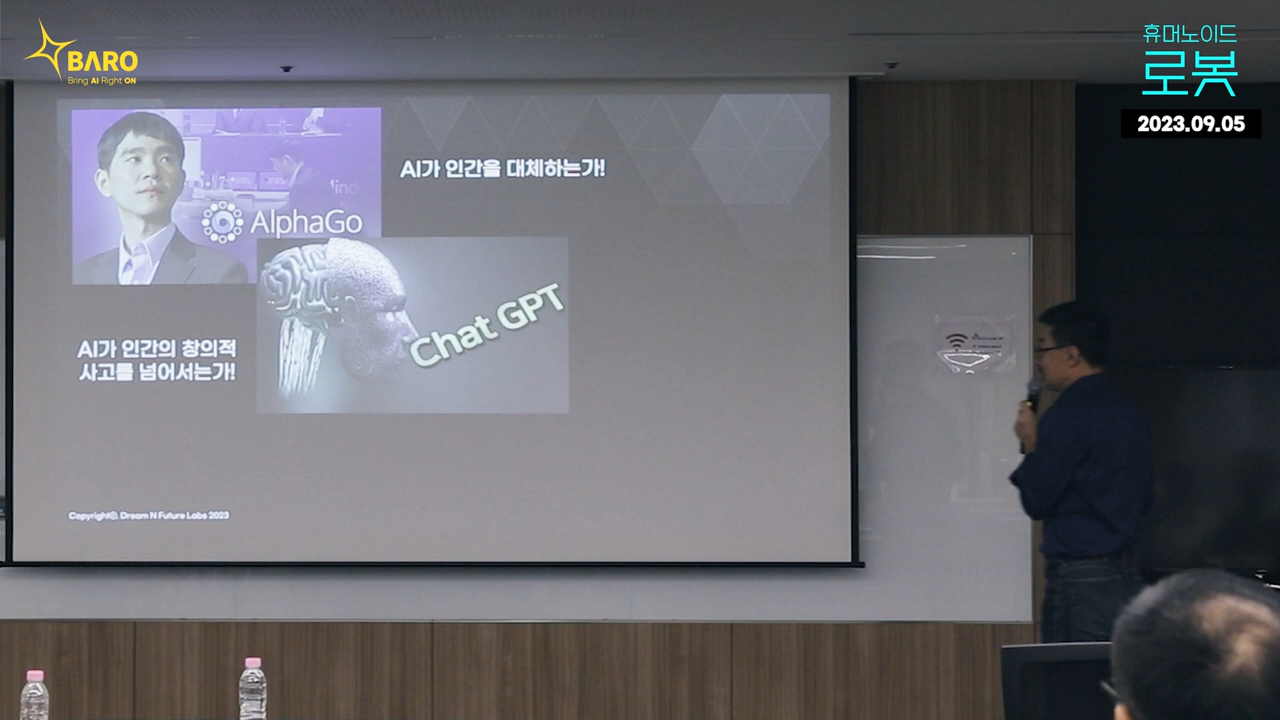 BARO
Bring AI Right ON
휴머노이드
로봇
2023.09.05
AI가 인간을 대체하는가!
ind
AlphaGo
Chat GPT
AI가 인간의 창의적
사고를 넘어서는가!
Copyrightⓒ. Dream N Future Labs 2023